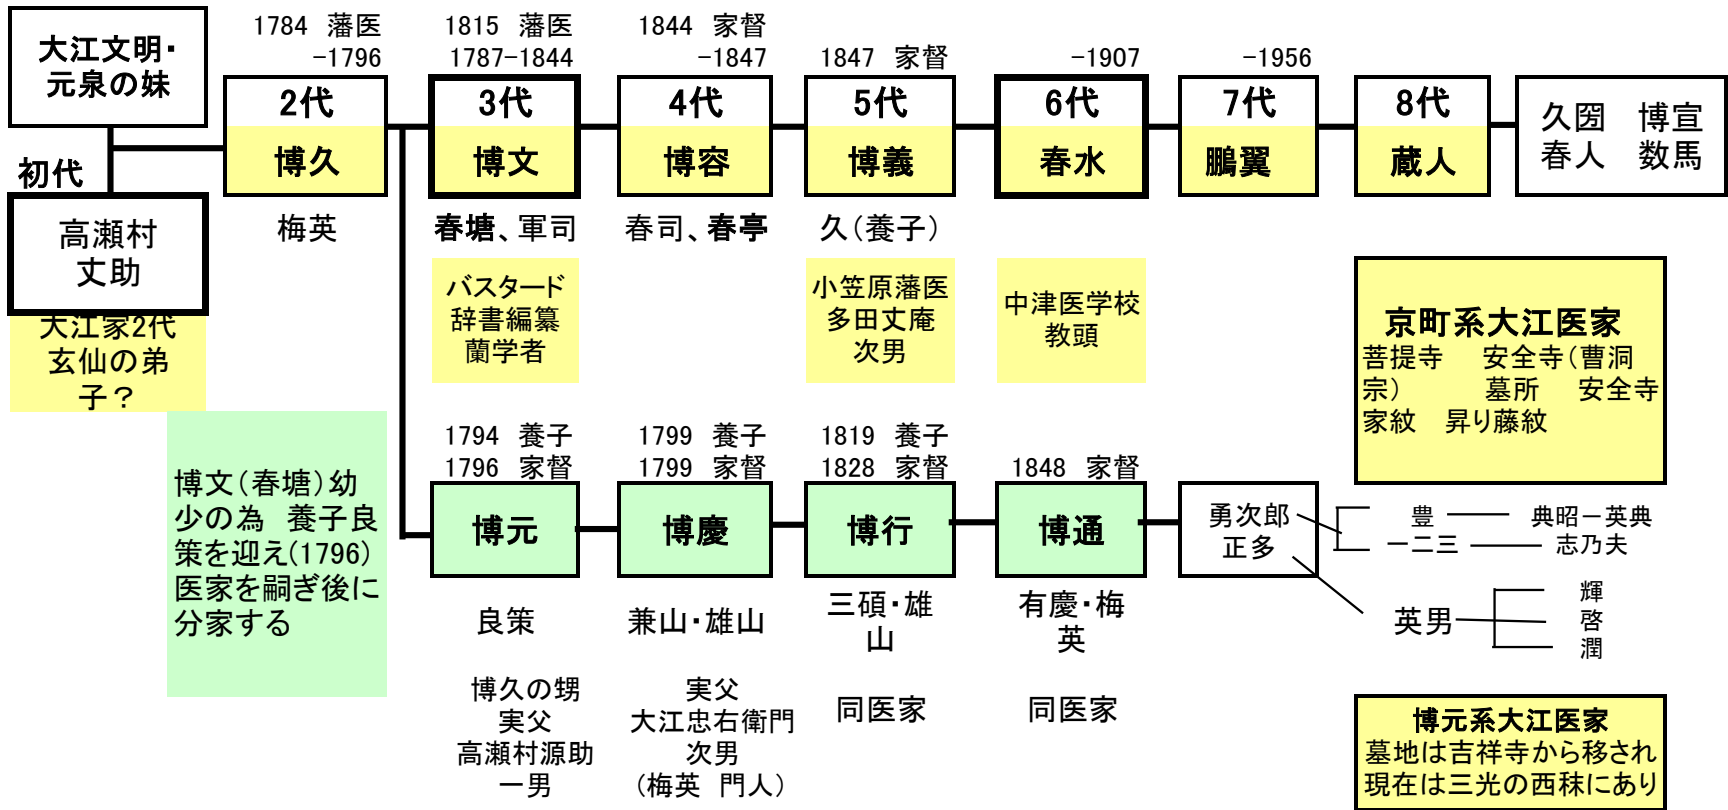 大江文明・
元泉の妹
初代
高瀬村
丈助
大江家2代
玄仙の弟
子？
1784 藩医
-1796
2代
博久
梅英
1815 藩医
1787-1844
3代
博文
春塘、軍司
バスタード
辞書編纂
蘭学者
1844 家督
-1847
4代
博容
春司、春亭
1847 家督
5代
博義
久（養子）
小笠原藩医
多田丈庵
次男
-1907
6代
春水
中津医学校
教頭
-1956
7代
鵬翼
8代
蔵人
久圀 博宣
春人 数馬
京町系大江医家
菩提寺 安全寺（曹洞
宗） 墓所 安全寺
家紋 昇り藤紋
博文（春塘）幼
少の為 養子良
策を迎え(1796)
医家を嗣ぎ後に
分家する
1794 養子
1796 家督
博元
良策
博久の甥
実父
高瀬村源助
一男
1799 養子
1799 家督
博慶
兼山・雄山
実父
大江忠右衛門
次男
（梅英 門人）
1819 養子
1828 家督
博行
三碩・雄
山
同医家
1848 家督
博通
有慶・梅
英
同医家
勇次郎
正多
豊 典昭－英典
一二三 志乃夫
英男
輝
啓
潤
博元系大江医家
墓地は吉祥寺から移され
現在は三光の西秣にあり